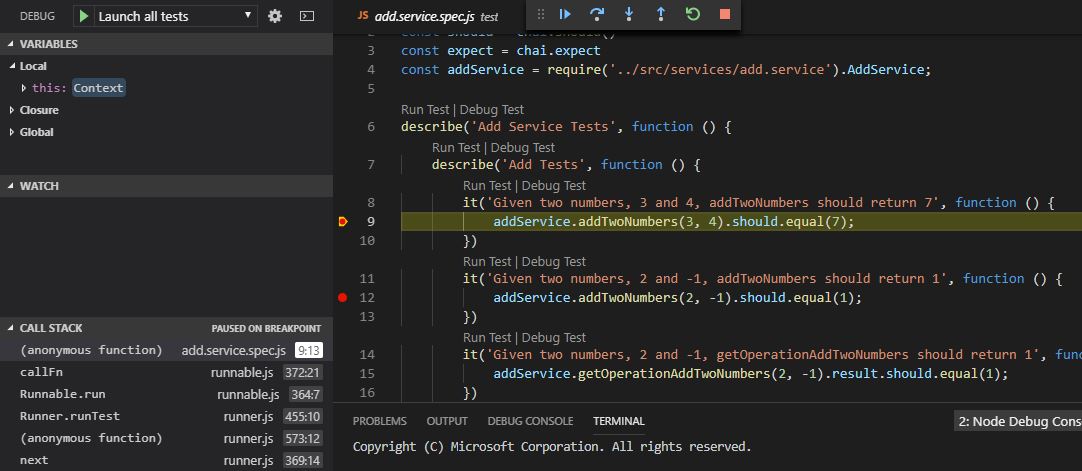 DEBUG
Launch all tests
VARIABLES
Local
this: Context
Closure
Global
WATCH
CALL STACK PAUSED ON BREAKPOINT
(anonymous function) add.service.spec.js 9:13
callFn runnable.js 372:21
Runnable.run runnable.js 364:7
Runner.runTest runner.js 455:10
(anonymous function) runner.js 573:12
next runner.js 369:14
JS add.service.spec.js test
2 const should = chai.should()
3 const expect = chai.expect
4 const addService = require('../src/services/add.service').AddService;
5
Run Test | Debug Test
6 describe('Add Service Tests', function () {
Run Test | Debug Test
7 describe('Add Tests', function () {
Run Test | Debug Test
8 it('Given two numbers, 3 and 4, addTwoNumbers should return 7', function () {
9 addService.addTwoNumbers(3, 4).should.equal(7);
10 })
Run Test | Debug Test
11 it('Given two numbers, 2 and -1, addTwoNumbers should return 1', function () {
12 addService.addTwoNumbers(2, -1).should.equal(1);
13 })
Run Test | Debug Test
14 it('Given two numbers, 2 and -1, getOperationAddTwoNumbers should return 1', func
15 addService.getOperationAddTwoNumbers(2, -1).result.should.equal(1);
16 })
PROBLEMS OUTPUT DEBUG CONSOLE TERMINAL 2: Node Debug Cons
Copyright (C) Microsoft Corporation. All rights reserved.